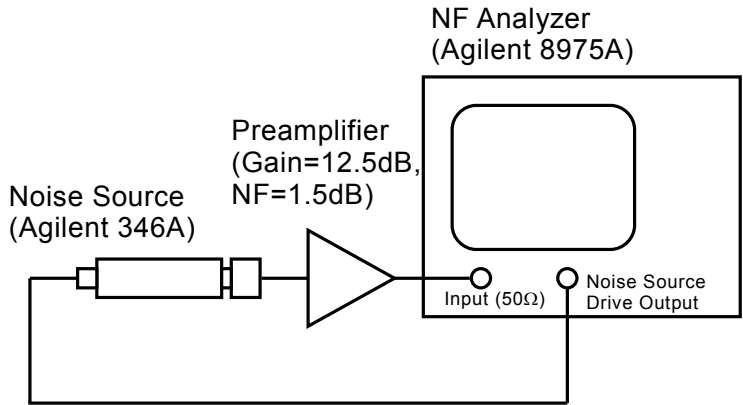 NF Analyzer
(Agilent 8975A)
Preamplifier
(Gain=12.5dB,
NF=1.5dB)
Noise Source
(Agilent 346A)
Input (50Ω)
Noise Source
Drive Output